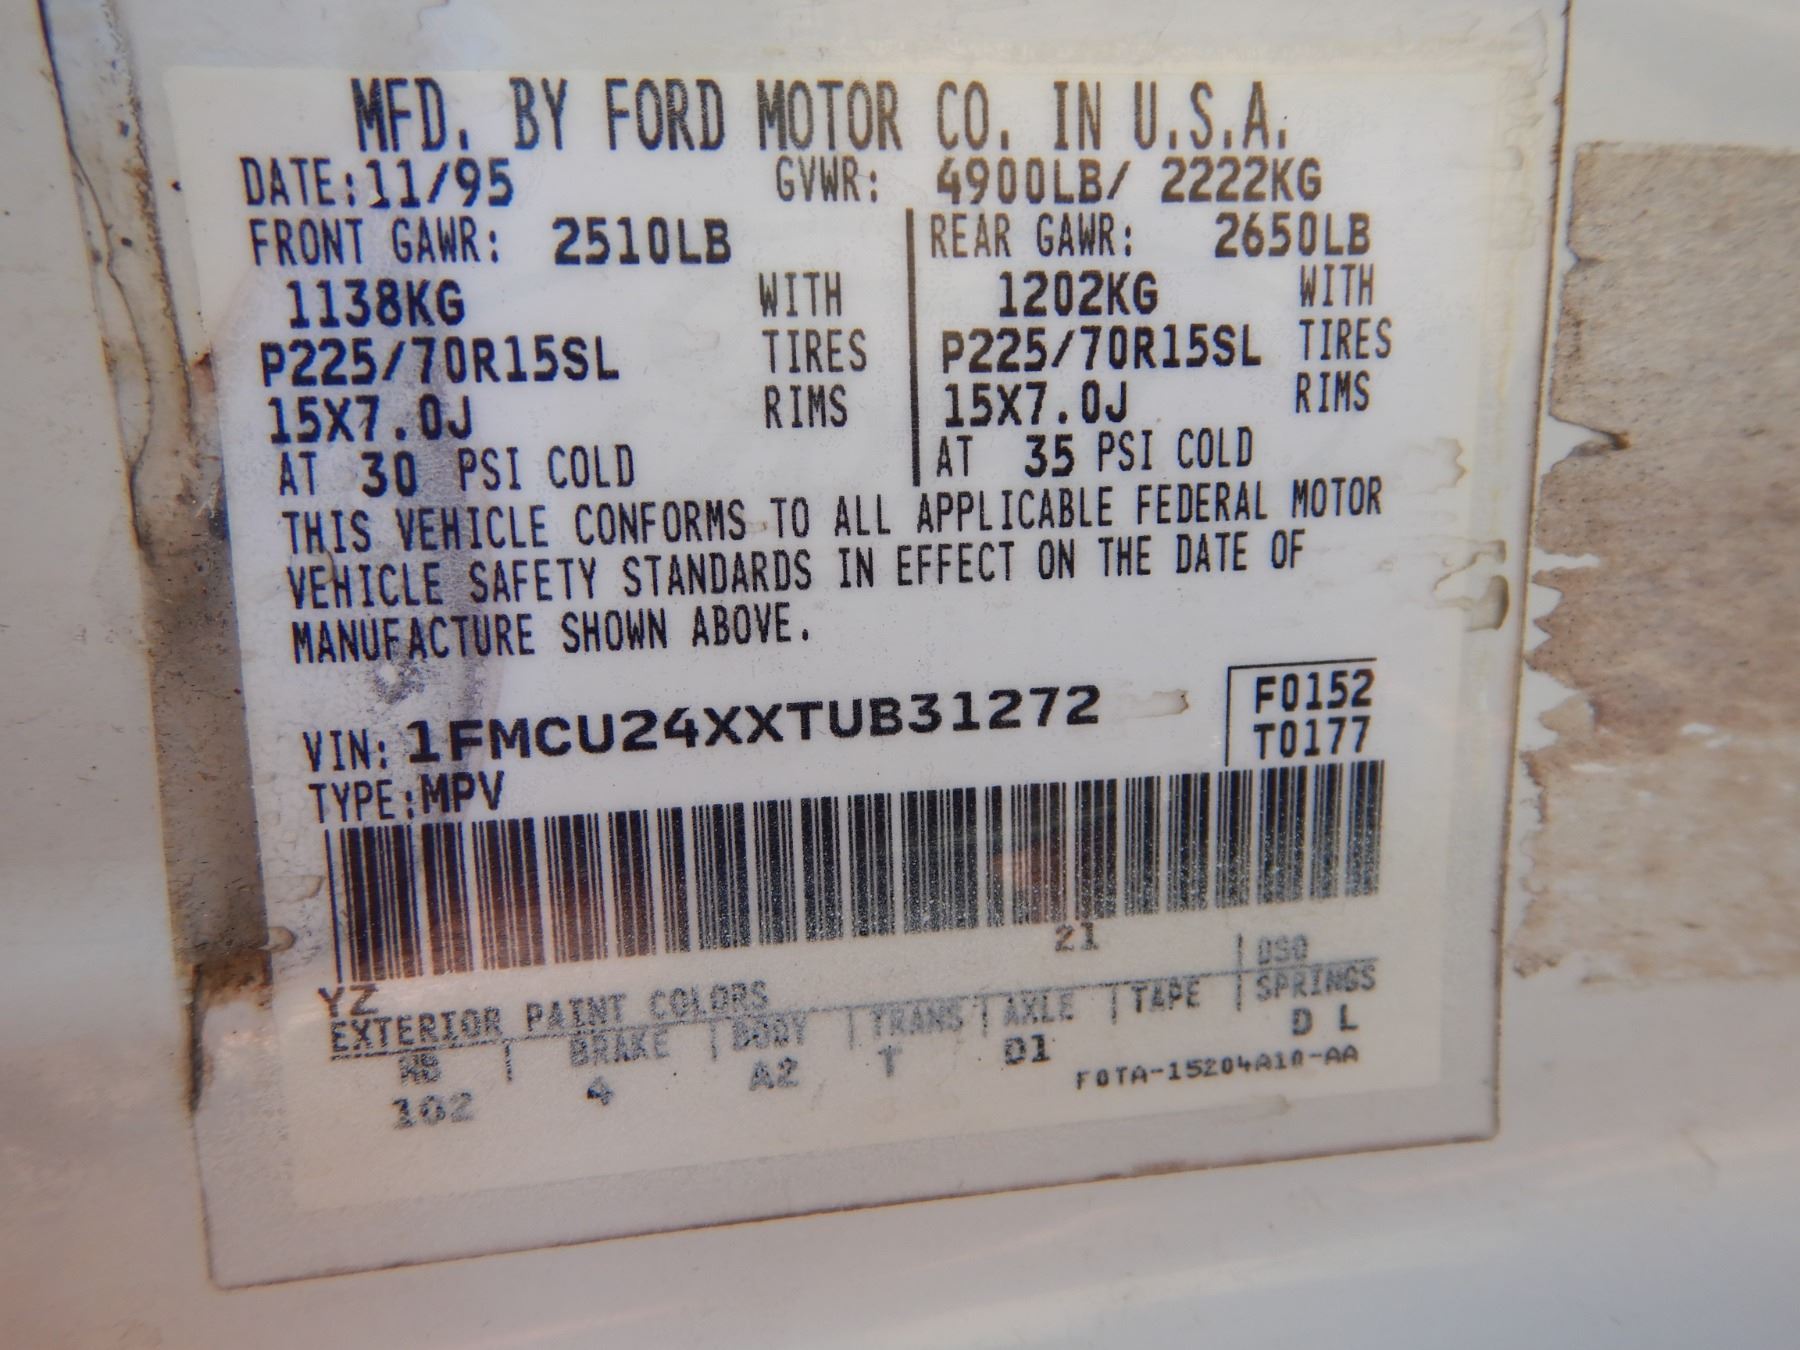 MFD. BY FORD MOTOR CO. IN U.S.A.
DATE:11/95 GVWR: 4900LB/ 2222KG
FRONT GAWR: 2510LB REAR GAWR: 2650LB
1138KG WITH 1202KG WITH
P225/70R15SL TIRES P225/70R15SL TIRES
15X7.0J RIMS 15X7.0J RIMS
AT 30 PSI COLD AT 35 PSI COLD
THIS VEHICLE CONFORMS TO ALL APPLICABLE FEDERAL MOTOR
VEHICLE SAFETY STANDARDS IN EFFECT ON THE DATE OF
MANUFACTURE SHOWN ABOVE.
F0152
VIN: 1FMCU24XXTUB31272 T0177
TYPE:MPV
21
YZ DSO
EXTERIOR PAINT COLORS
BRAKE BODY TRANS AXLE TAPE SPRINGS
4 A2 T D1 D L
102 F0TA-15204A10-AA